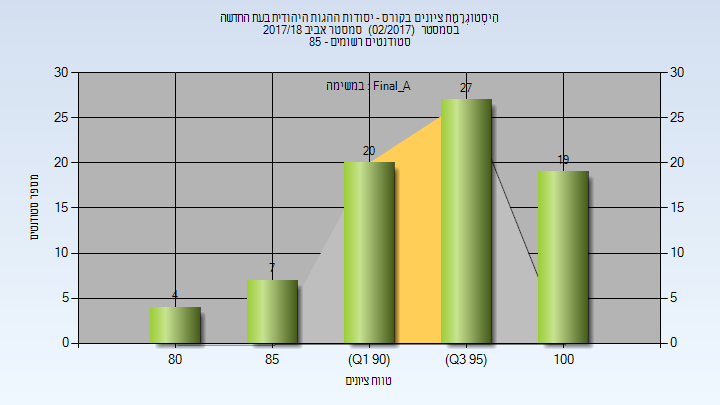 היסטוגרמת ציונים בקורס - יסודות ההגות היהודית בעת החדשה
בסמסטר (02/2017) סמסטר אביב 2017/18
סטודנטים רשומים - 85
במשימה : Final_A
30 30
25 25
20 20
15 15
10 10
5 5
0 0
4 7 20 27 19
מספר סטודנטים
80 85 (Q1 90) (Q3 95) 100
טווח ציונים